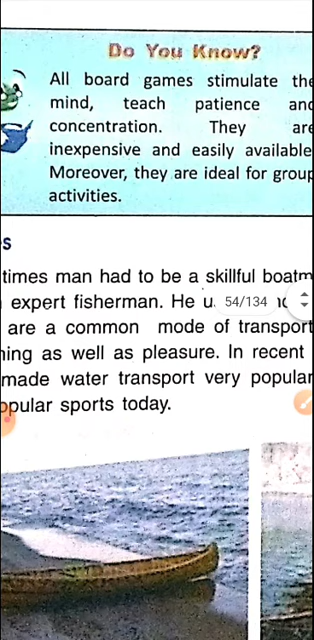 Do You Know?
All board games stimulate the
mind, teach patience and
concentration. They are
inexpensive and easily available
Moreover, they are ideal for group
activities.
s
times man had to be a skillful boatm
expert fisherman. He u 54/134
are a common mode of transport
ning as well as pleasure. In recent
made water transport very popular
opular sports today.